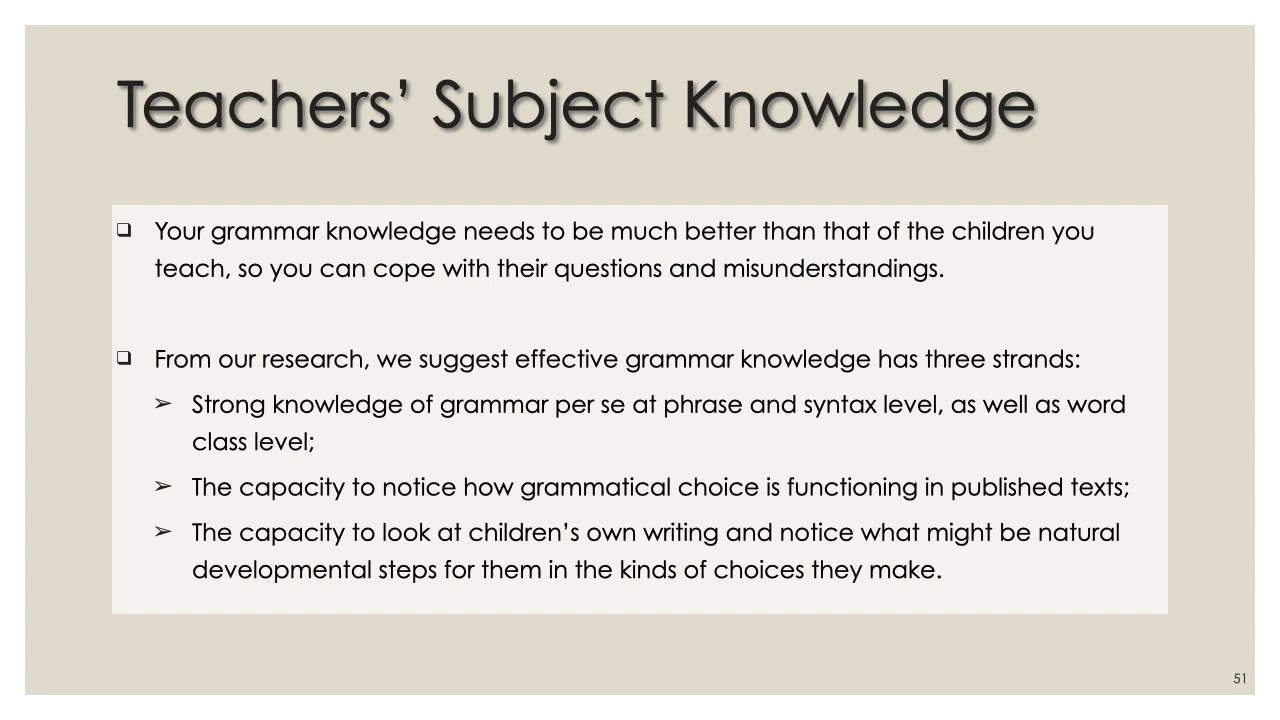 Teachers’ Subject Knowledge
❑ Your grammar knowledge needs to be much better than that of the children you
teach, so you can cope with their questions and misunderstandings.
❑ From our research, we suggest effective grammar knowledge has three strands:
➢ Strong knowledge of grammar per se at phrase and syntax level, as well as word
class level;
➢ The capacity to notice how grammatical choice is functioning in published texts;
➢ The capacity to look at children’s own writing and notice what might be natural
developmental steps for them in the kinds of choices they make.
51